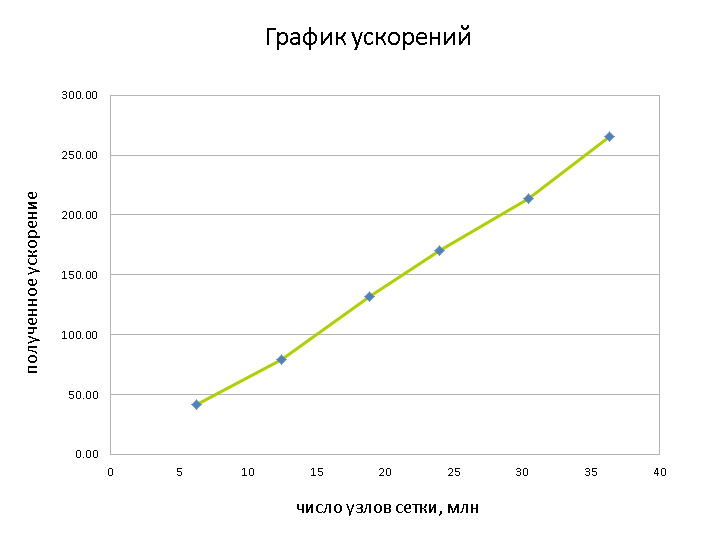 График ускорений
300.00
250.00
200.00
150.00
100.00
50.00
0.00
0 5 10 15 20 25 30 35 40
полученное ускорение
число узлов сетки, млн